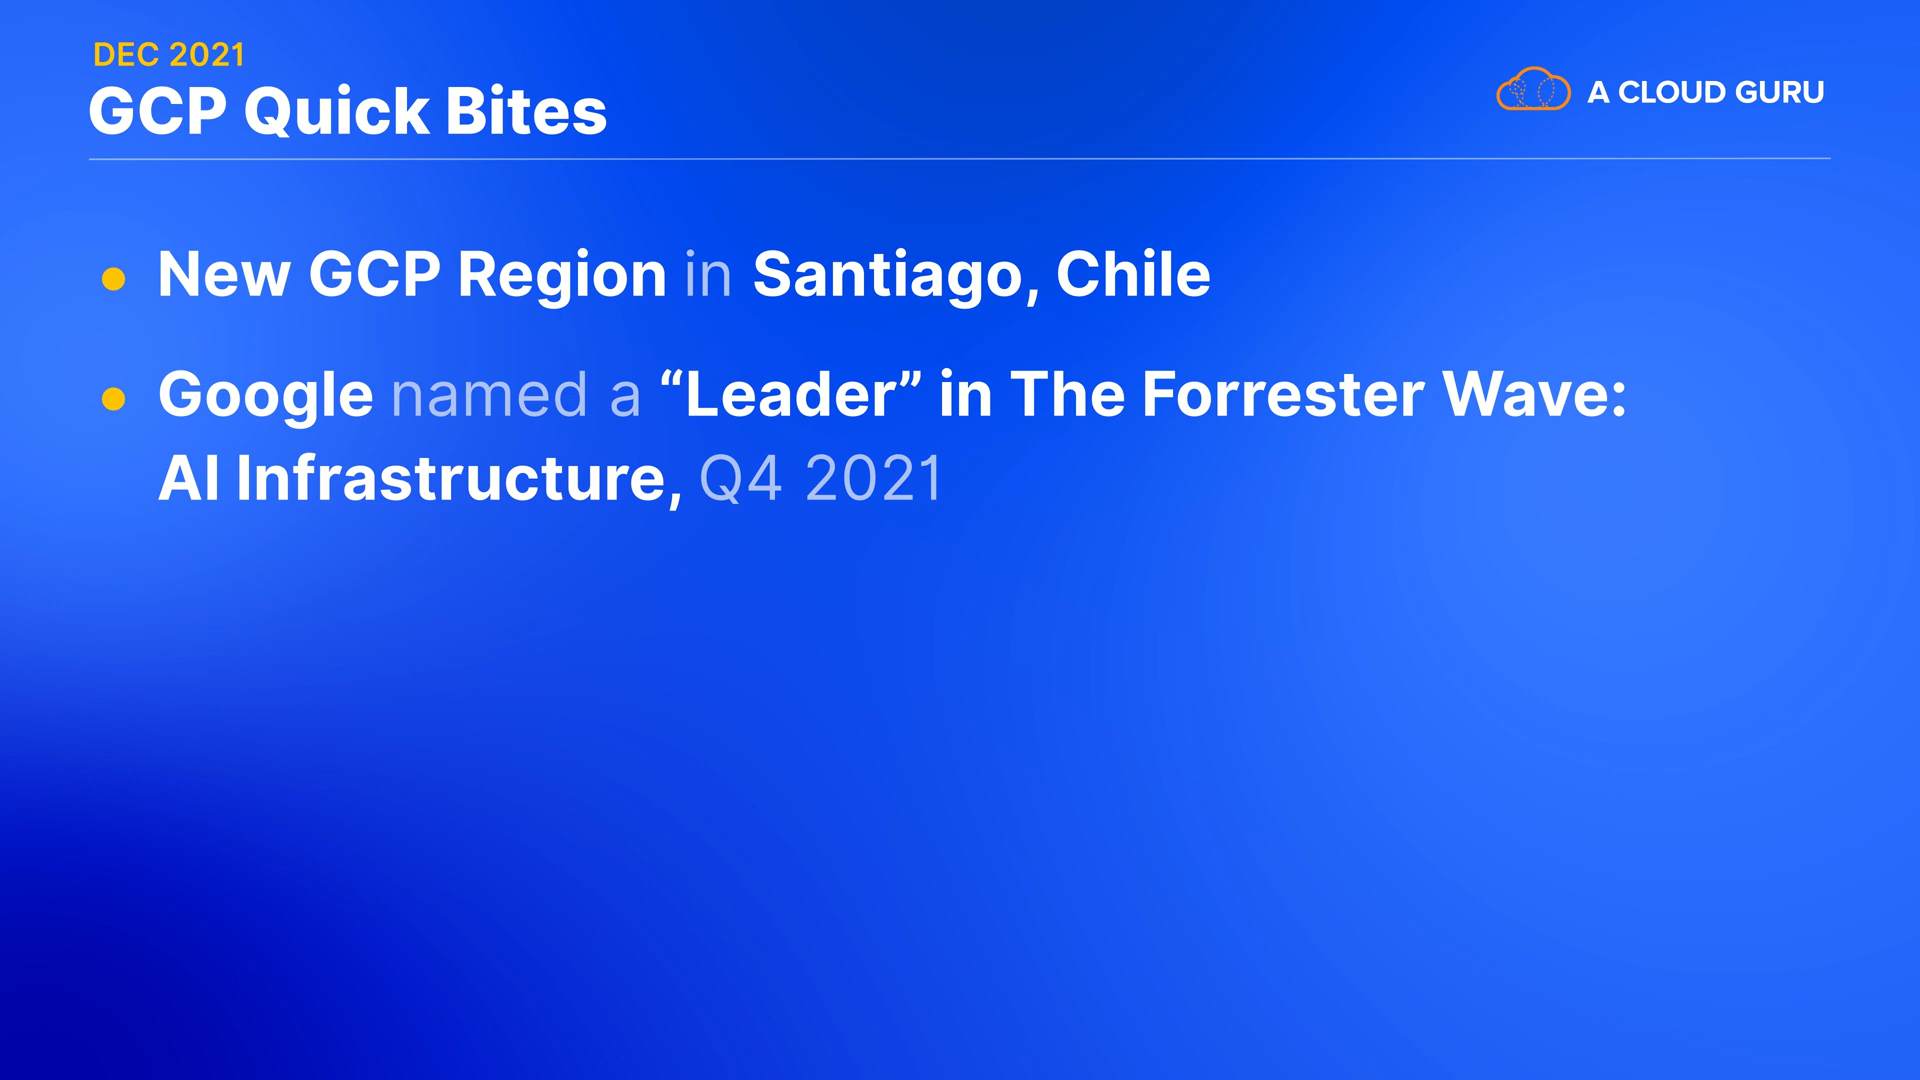 DEC 2021
GCP Quick Bites
A CLOUD GURU
• New GCP Region in Santiago, Chile
• Google named a “Leader” in The Forrester Wave:
AI Infrastructure, Q4 2021